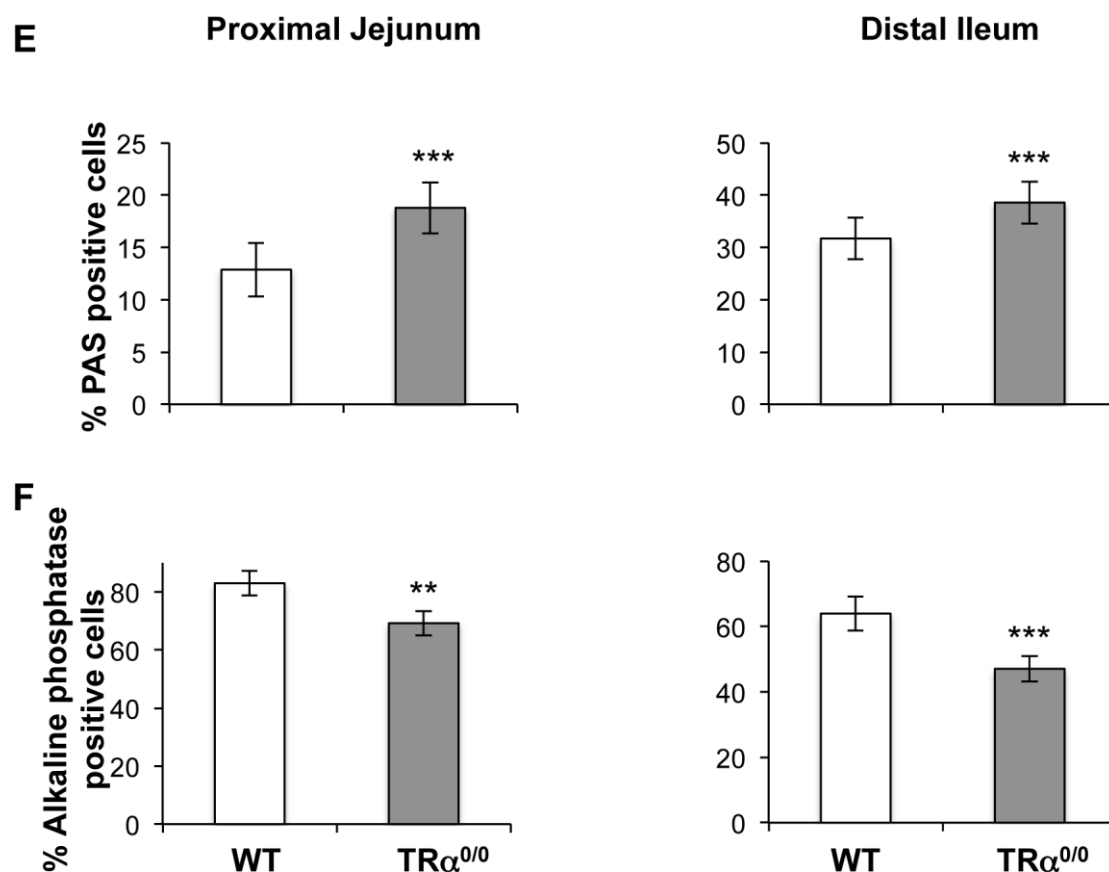 E
Proximal Jejunum
Distal Ileum
% PAS positive cells
25
20
15
10
5
0
***
50
40
30
20
10
0
***
F
% Alkaline phosphatase
positive cells
80
60
40
20
0
**
WT
TRα0/0
80
60
40
20
0
***
WT
TRα0/0